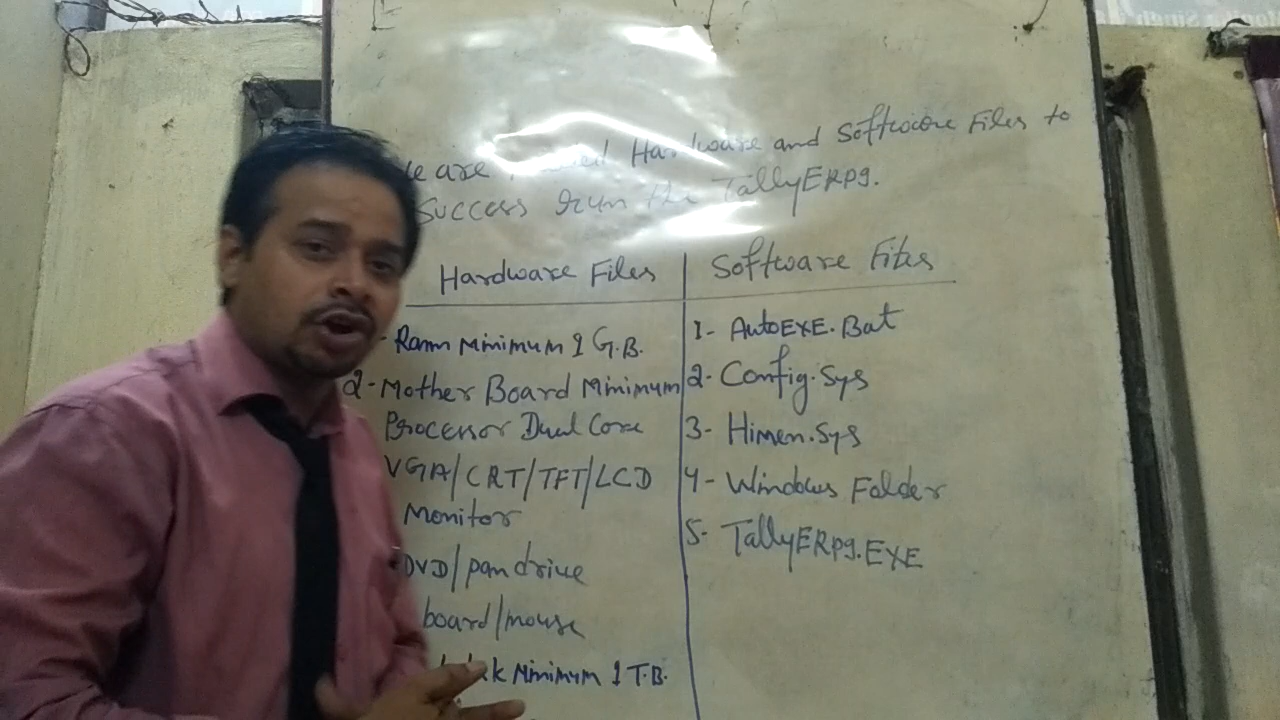 are Hardware and Software Files to
Success run the TallyERP9.
Hardware Files
Software Files
- Ram Minimum 1 G.B.
2- Mother Board Minimum
Processor Dual Core
VGA/CRT/TFT/LCD
Monitor
DVD/pan drive
board/mouse
Minimum 1 T.B.
1- AutoEXE.Bat
2- Config.Sys
3- Himen.Sys
4- Windows Folder
5- TallyERP9.EXE